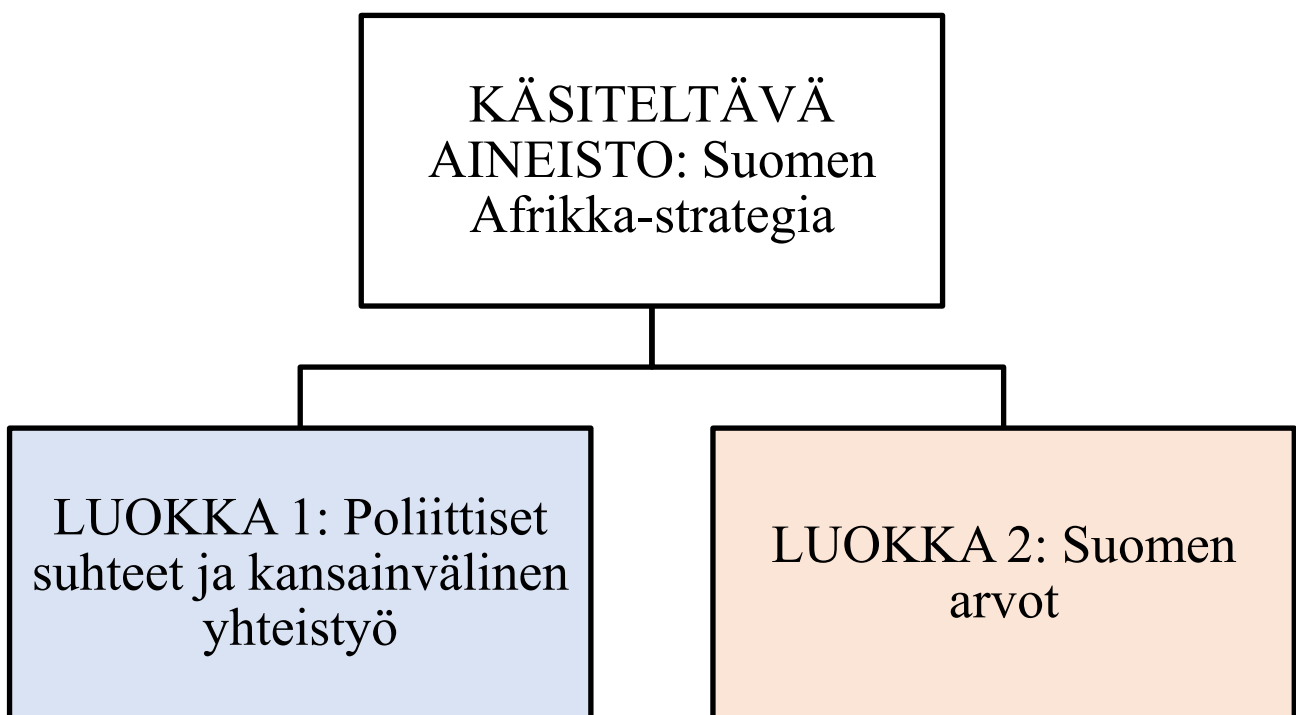 KÄSITELTÄVÄ
AINEISTO: Suomen
Afrikka-strategia
LUOKKA 1: Poliittiset
suhteet ja kansainvälinen
yhteistyö
LUOKKA 2: Suomen
arvot